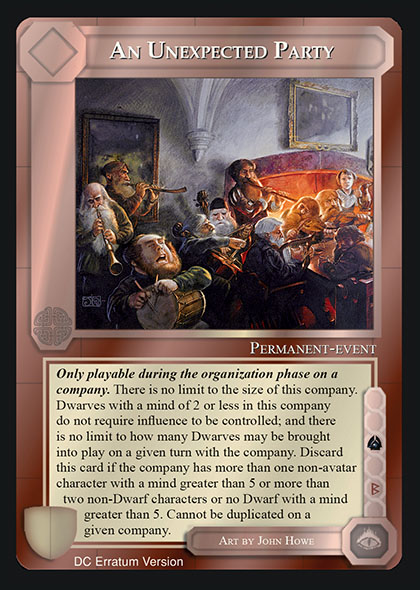 An Unexpected Party
Permanent-event
Only playable during the organization phase on a
company. There is no limit to the size of this company.
Dwarves with a mind of 2 or less in this company
do not require influence to be controlled; and there
is no limit to how many Dwarves may be brought
into play on a given turn with the company. Discard
this card if the company has more than one non-avatar
character with a mind greater than 5 or more than
two non-Dwarf characters or no Dwarf with a mind
greater than 5. Cannot be duplicated on a
given company.
Art by John Howe
DC Erratum Version